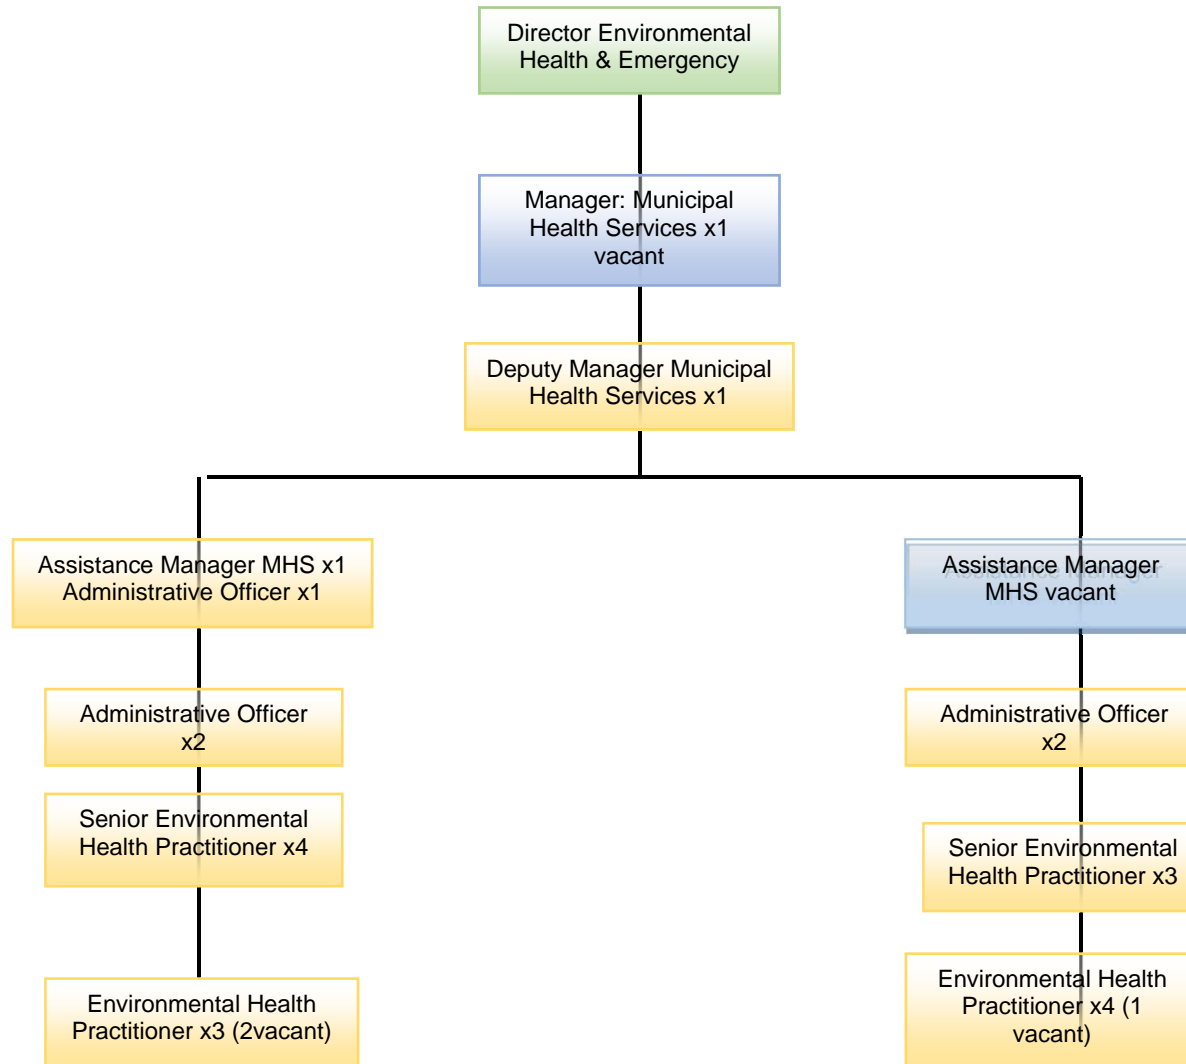 Director Environmental
Health & Emergency
Manager: Municipal
Health Services x1
vacant
Deputy Manager Municipal
Health Services x1
Assistance Manager MHS x1
Administrative Officer x1
Assistance Manager
MHS vacant
Administrative Officer
x2
Administrative Officer
x2
Senior Environmental
Health Practitioner x4
Senior Environmental
Health Practitioner x3
Environmental Health
Practitioner x3 (2vacant)
Environmental Health
Practitioner x4 (1
vacant)